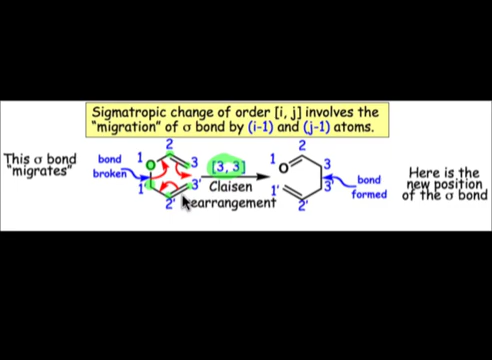 Sigmatropic change of order [i, j] involves the
"migration" of σ bond by (i-1) and (j-1) atoms.
This σ bond
"migrates"
bond
broken
1
O
2
3
1'
2'
3'
[3, 3]
Claisen
rearrangement
1
O
2
3
1'
2'
3'
bond
formed
Here is the
new position
of the σ bond